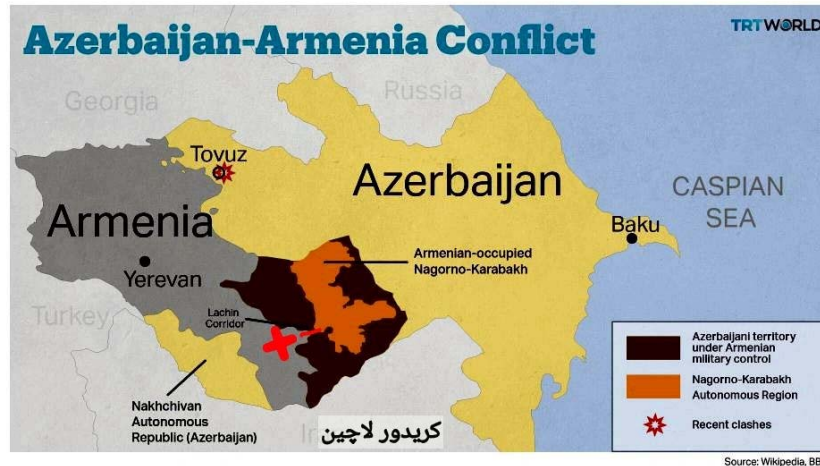 Azerbaijan-Armenia Conflict
TRTWORLD
Georgia
Russia
Tovuz
Azerbaijan
CASPIAN
SEA
Armenia
Baku
Armenian-occupied
Nagorno-Karabakh
Yerevan
Turkey
Lachin
Corridor
Nakhchivan
Autonomous
Republic (Azerbaijan)
كريدور لاچين
Azerbaijani territory
under Armenian
military control
Nagorno-Karabakh
Autonomous Region
Recent clashes
Source: Wikipedia, BB